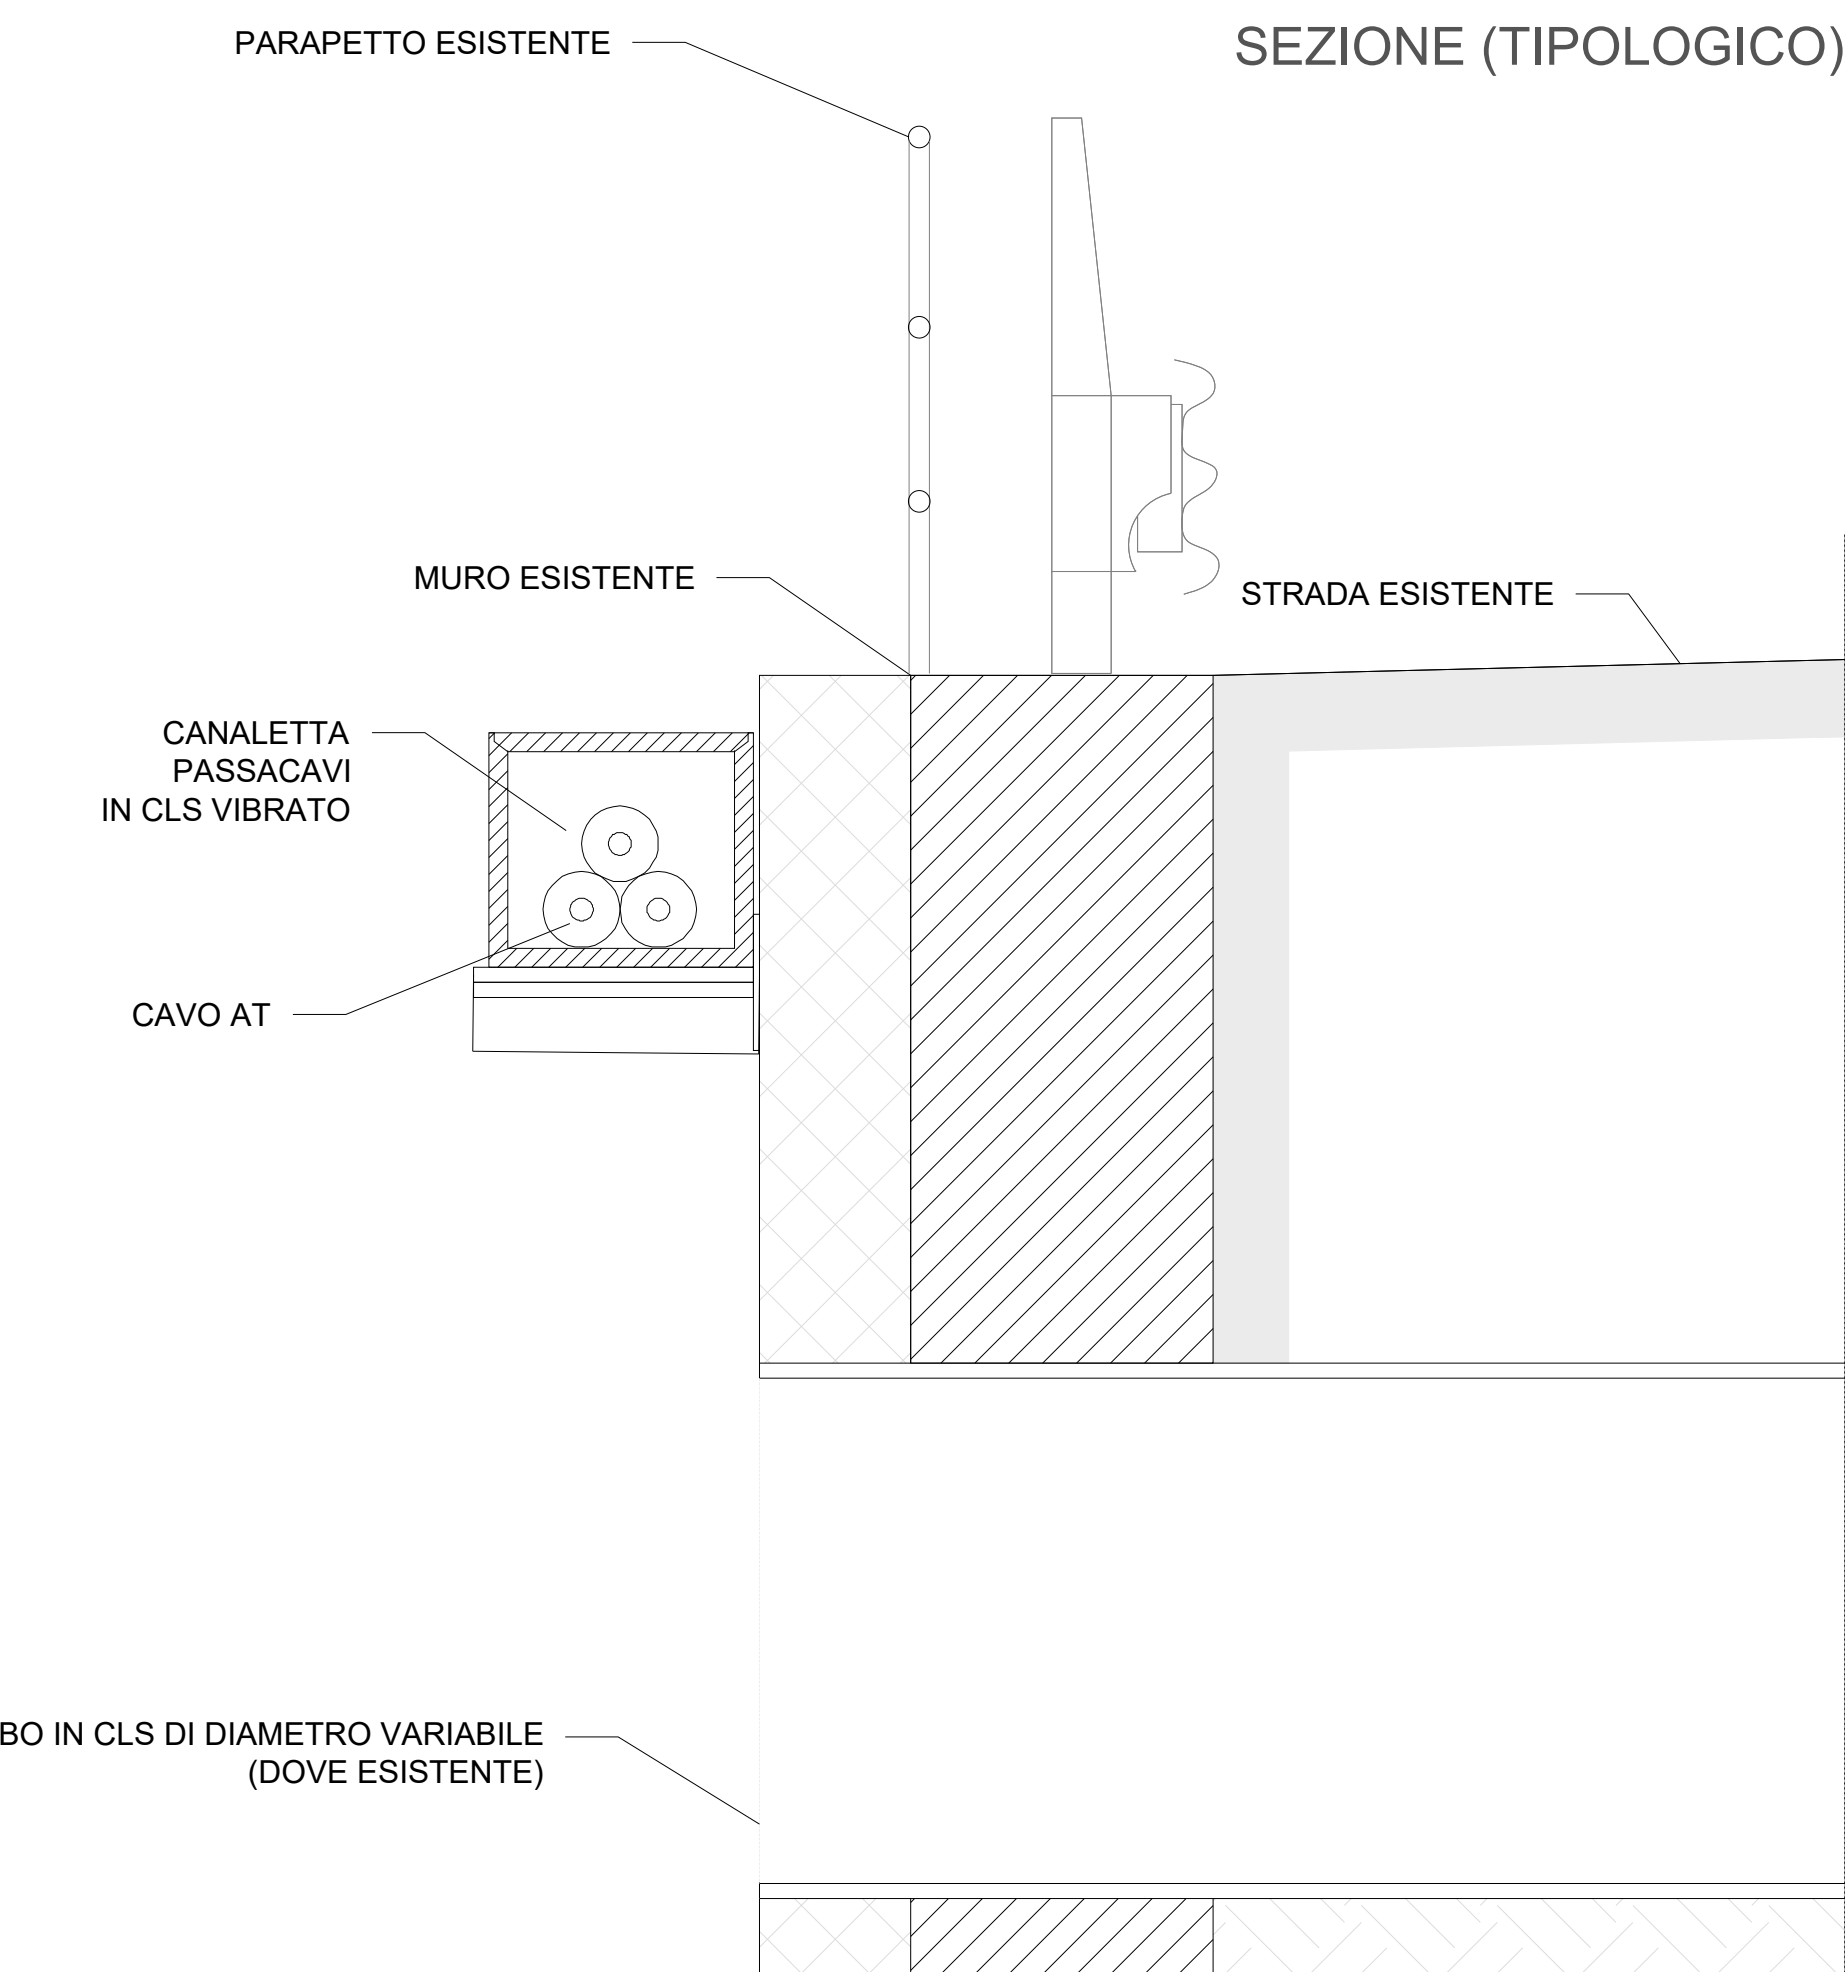 PARAPETTO ESISTENTE
SEZIONE (TIPOLOGICO)
MURO ESISTENTE
STRADA ESISTENTE
CANALETTA
PASSACAVI
IN CLS VIBRATO
CAVO AT
BO IN CLS DI DIAMETRO VARIABILE
(DOVE ESISTENTE)